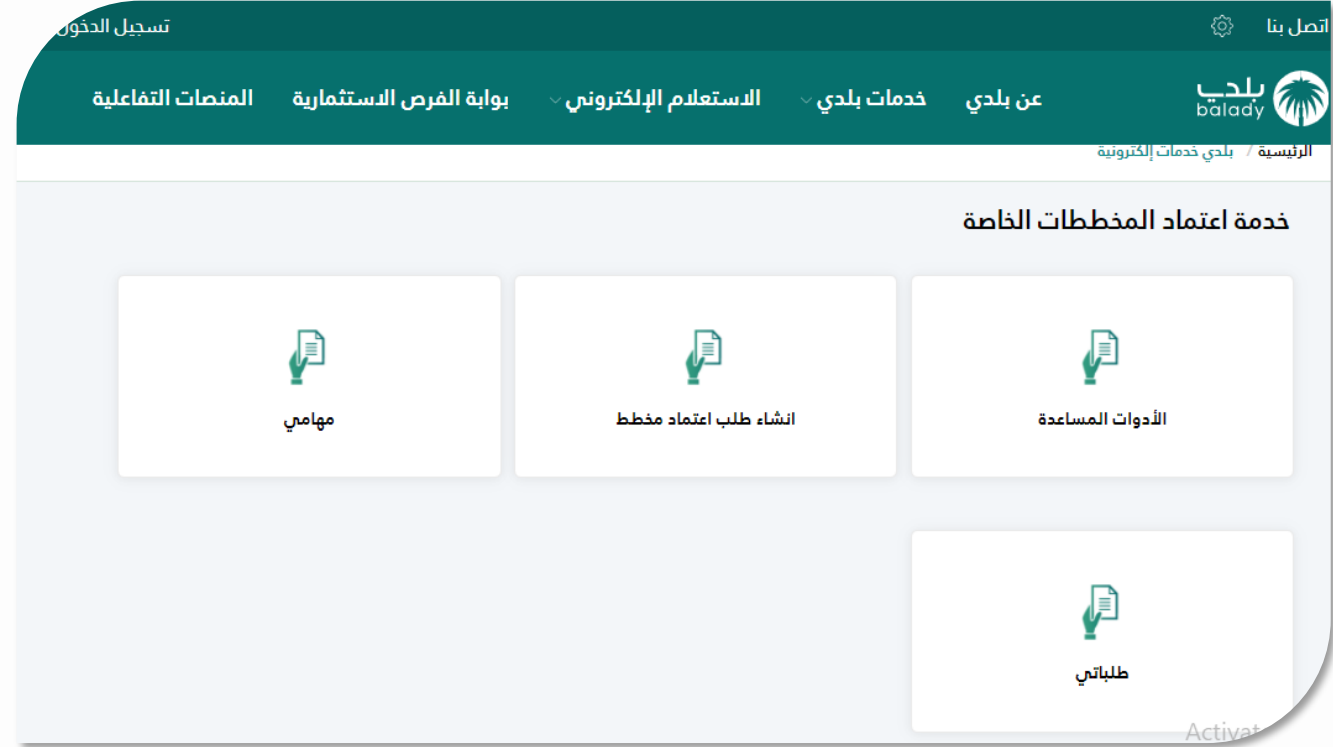 اتصل بنا تسجيل الدخول
بلدي
balady
عن بلدي خدمات بلدي الاستعلام الإلكتروني بوابة الفرص الاستثمارية المنصات التفاعلية
الرئيسية / بلدي خدمات إلكترونية
خدمة اعتماد المخططات الخاصة
الأدوات المساعدة انشاء طلب اعتماد مخطط مهامي
طلباتي